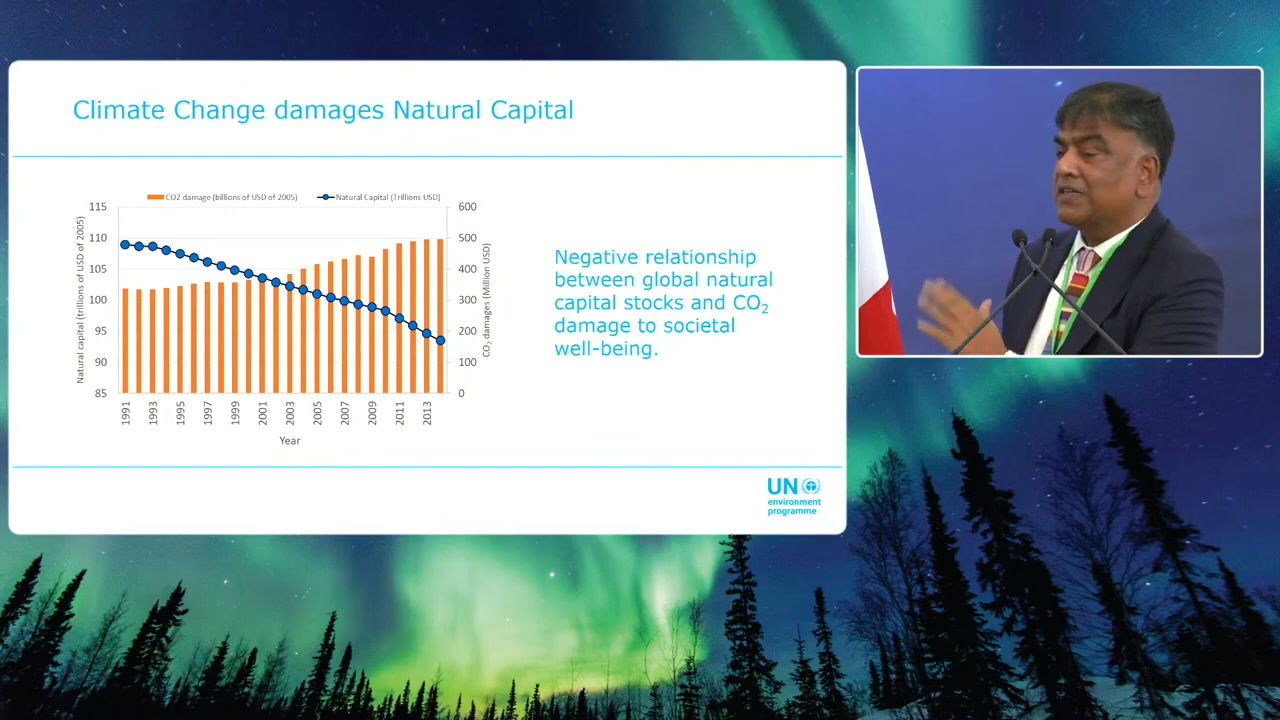 Climate Change damages Natural Capital
CO2 damage (billions of USD of 2005)
Natural Capital (Trillions USD)
Natural capital (trillions of USD of 2005)
115
110
105
100
95
90
85
600
500
400
300
200
100
0
CO₂ damages (Million USD)
1991
1993
1995
1997
1999
2001
2003
2005
2007
2009
2011
2013
Year
Negative relationship
between global natural
capital stocks and CO₂
damage to societal
well-being.
UN
environment
programme